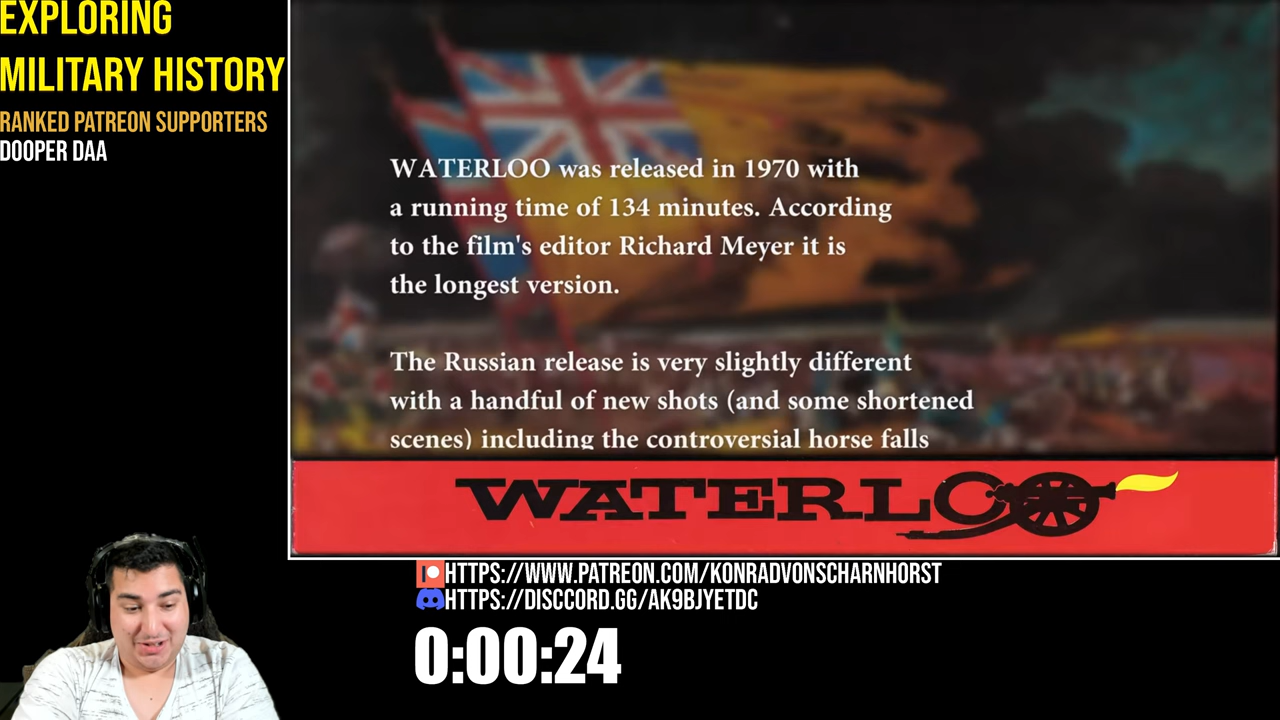 EXPLORING
MILITARY HISTORY
RANKED PATREON SUPPORTERS
DOOPER DAA
WATERLOO was released in 1970 with
a running time of 134 minutes. According
to the film's editor Richard Meyer it is
the longest version.
The Russian release is very slightly different
with a handful of new shots (and some shortened
scenes) including the controversial horse falls
WATERLOO
HTTPS://WWW.PATREON.COM/KONRADVONSCHARNHORST
HTTPS://DISCCORD.GG/AK9BJYETDC
0:00:24